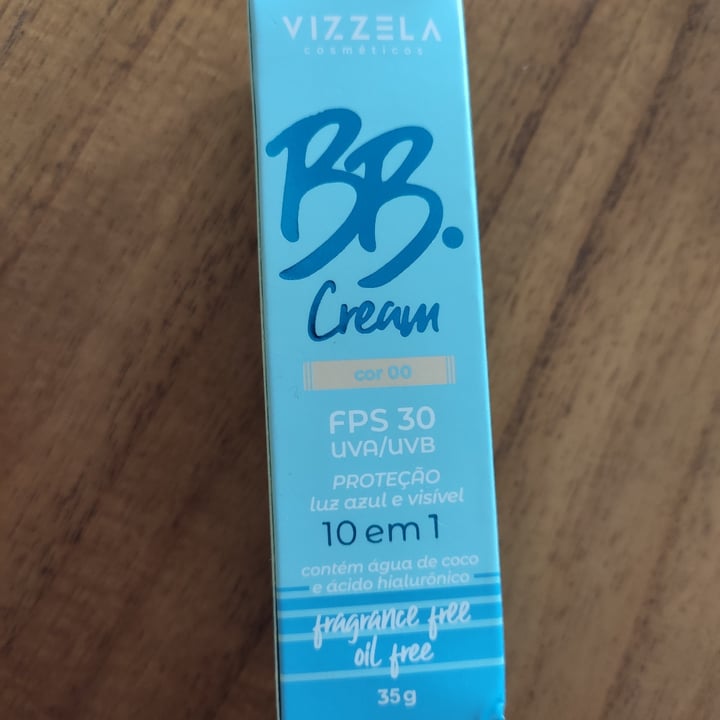 VIZZELA
cosméticos
BB.
Cream
cor 00
FPS 30
UVA/UVB
PROTEÇÃO
luz azul e visível
10 em 1
contém água de coco
e ácido hialurônico
fragrance free
oil free
35g